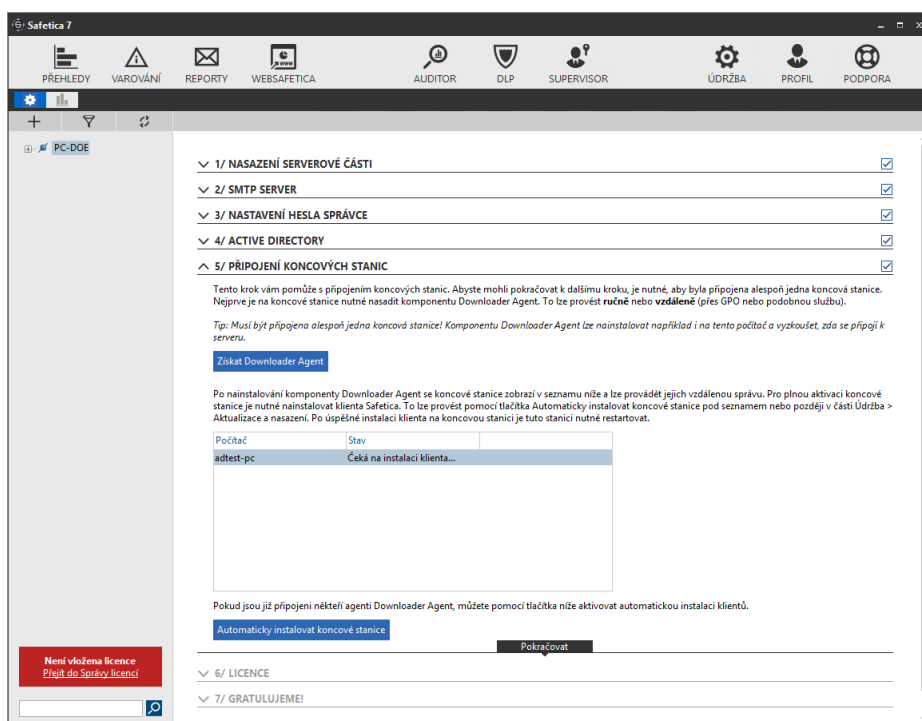 Safetica 7
PŘEHLEDY VAROVÁNÍ REPORTY WEBSAFETICA AUDITOR DLP SUPERVISOR ÚDRŽBA PROFIL PODPORA
PC-DOE
1/ NASAZENÍ SERVEROVÉ ČÁSTI
2/ SMTP SERVER
3/ NASTAVENÍ HESLA SPRÁVCE
4/ ACTIVE DIRECTORY
5/ PŘIPOJENÍ KONCOVÝCH STANIC
Tento krok vám pomůže s připojením koncových stanic. Abyste mohli pokračovat k dalšímu kroku, je nutné, aby byla připojena alespoň jedna koncová stanice.
Nejprve je na koncové stanice nutné nasadit komponentu Downloader Agent. To lze provést ručně nebo vzdáleně (přes GPO nebo podobnou službu).
Tip: Musí být připojena alespoň jedna koncová stanice! Komponentu Downloader Agent lze nainstalovat například i na tento počítač a vyzkoušet, zda se připojí k
serveru.
Získat Downloader Agent
Po nainstalování komponenty Downloader Agent se koncové stanice zobrazí v seznamu níže a lze provádět jejich vzdálenou správu. Pro plnou aktivaci koncové
stanice je nutné nainstalovat klienta Safetica. To lze provést pomocí tlačítka Automaticky instalovat koncové stanice pod seznamem nebo později v části Údržba >
Aktualizace a nasazení. Po úspěšné instalaci klienta na koncovou stanici je tuto stanici nutné restartovat.
Počítač Stav
adtest-pc Čeká na instalaci klienta...
Pokud jsou již připojeni někteří agenti Downloader Agent, můžete pomocí tlačítka níže aktivovat automatickou instalaci klientů.
Automaticky instalovat koncové stanice
Pokračovat
6/ LICENCE
7/ GRATULUJEME!
Není vložena licence
Přejít do Správy licencí